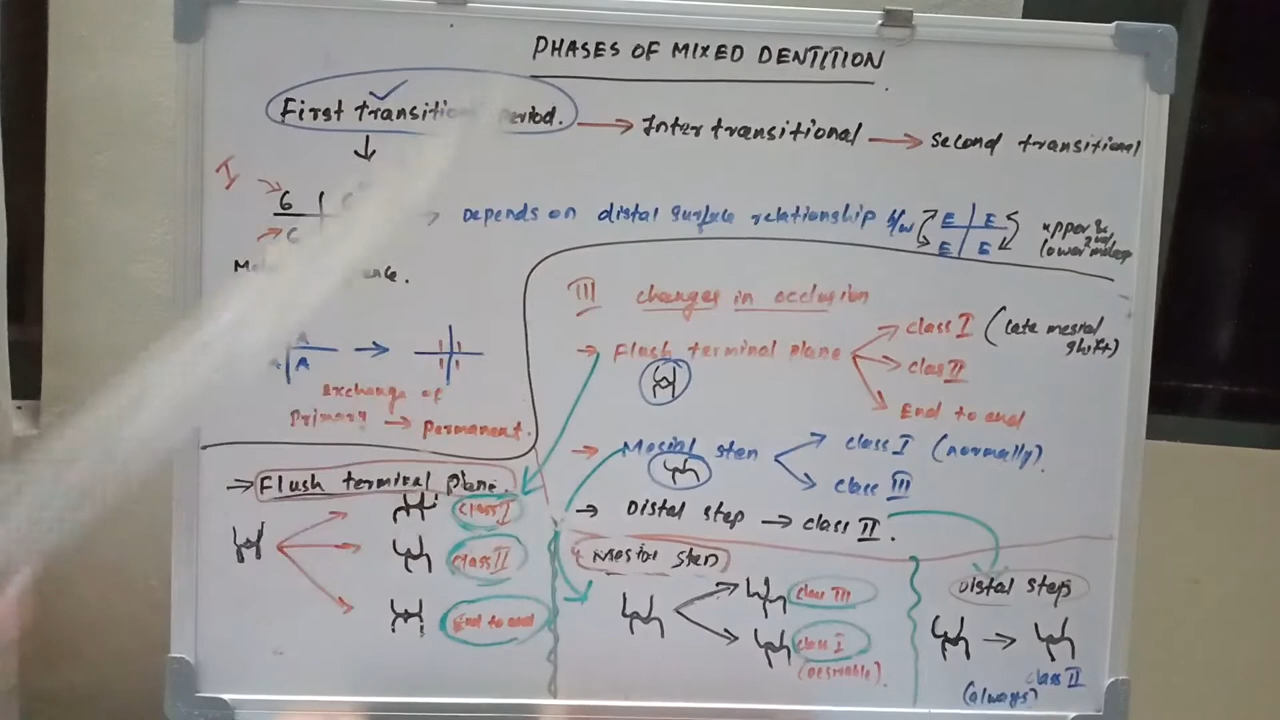 PHASES OF MIXED DENTITION
First transition period. → Inter transitional → second transitional
I
6
Depends on distal surface relationship b/w E E upper &
E E lower 2nd molars
III changes in occlusion
→ Flush terminal plane
class I (late mesial shift)
class II
End to end
A
A
Exchange of
Primary → permanent.
→ Mesial step
class I (normally).
class III
→ Distal step → class II.
→ Flush terminal plane.
class I
class II
End to end
Mesial step
class III
class I
(Desirable).
Distal step
class II
(always)